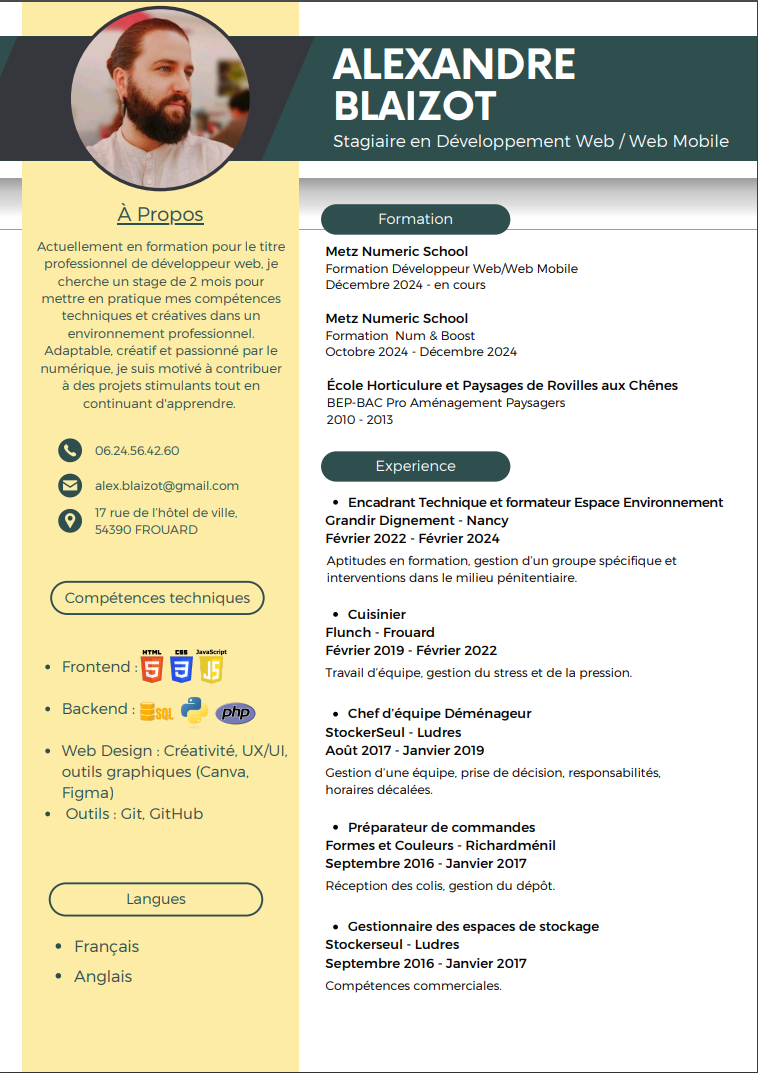 ALEXANDRE
BLAIZOT
Stagiaire en Développement Web / Web Mobile
À Propos
Actuellement en formation pour le titre
professionnel de développeur web, je
cherche un stage de 2 mois pour
mettre en pratique mes compétences
techniques et créatives dans un
environnement professionnel.
Adaptable, créatif et passionné par le
numérique, je suis motivé à contribuer
à des projets stimulants tout en
continuant d'apprendre.
06.24.56.42.60
alex.blaizot@gmail.com
17 rue de l'hôtel de ville,
54390 FROUARD
Compétences techniques
• Frontend : HTML 5 CSS 3 JavaScript JS
• Backend : SQL php
• Web Design : Créativité, UX/UI,
outils graphiques (Canva,
Figma)
• Outils : Git, GitHub
Langues
• Français
• Anglais
Formation
Metz Numeric School
Formation Développeur Web/Web Mobile
Décembre 2024 - en cours
Metz Numeric School
Formation Num & Boost
Octobre 2024 - Décembre 2024
École Horticulure et Paysages de Rovilles aux Chênes
BEP-BAC Pro Aménagement Paysagers
2010 - 2013
Experience
• Encadrant Technique et formateur Espace Environnement
Grandir Dignement - Nancy
Février 2022 - Février 2024
Aptitudes en formation, gestion d'un groupe spécifique et
interventions dans le milieu pénitentiaire.
• Cuisinier
Flunch - Frouard
Février 2019 - Février 2022
Travail d'équipe, gestion du stress et de la pression.
• Chef d'équipe Déménageur
StockerSeul - Ludres
Août 2017 - Janvier 2019
Gestion d'une équipe, prise de décision, responsabilités,
horaires décalées.
• Préparateur de commandes
Formes et Couleurs - Richardménil
Septembre 2016 - Janvier 2017
Réception des colis, gestion du dépôt.
• Gestionnaire des espaces de stockage
Stockerseul - Ludres
Septembre 2016 - Janvier 2017
Compétences commerciales.